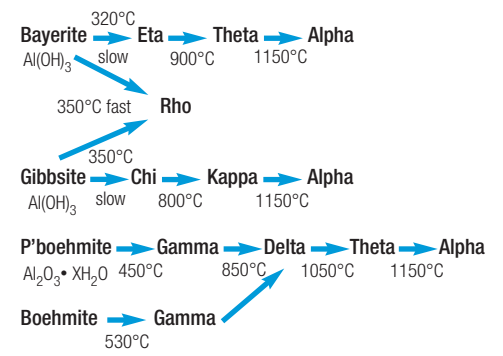 320°C
Bayerite Eta Theta Alpha
Al(OH)3 slow 900°C 1150°C
350°C fast Rho
350°C
Gibbsite Chi Kappa Alpha
Al(OH)3 slow 800°C 1150°C
P'boehmite Gamma Delta Theta Alpha
Al2O3• XH2O 450°C 850°C 1050°C 1150°C
Boehmite Gamma
530°C